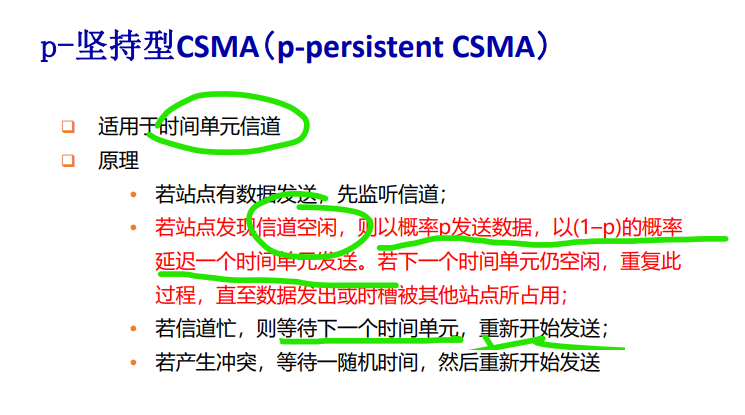 p-坚持型CSMA（p-persistent CSMA）
适用于时间单元信道
原理
若站点有数据发送，先监听信道；
若站点发现信道空闲，则以概率p发送数据，以(1–p)的概率
延迟一个时间单元发送。若下一个时间单元仍空闲，重复此
过程，直至数据发出或时槽被其他站点所占用；
若信道忙，则等待下一个时间单元，重新开始发送；
若产生冲突，等待一随机时间，然后重新开始发送